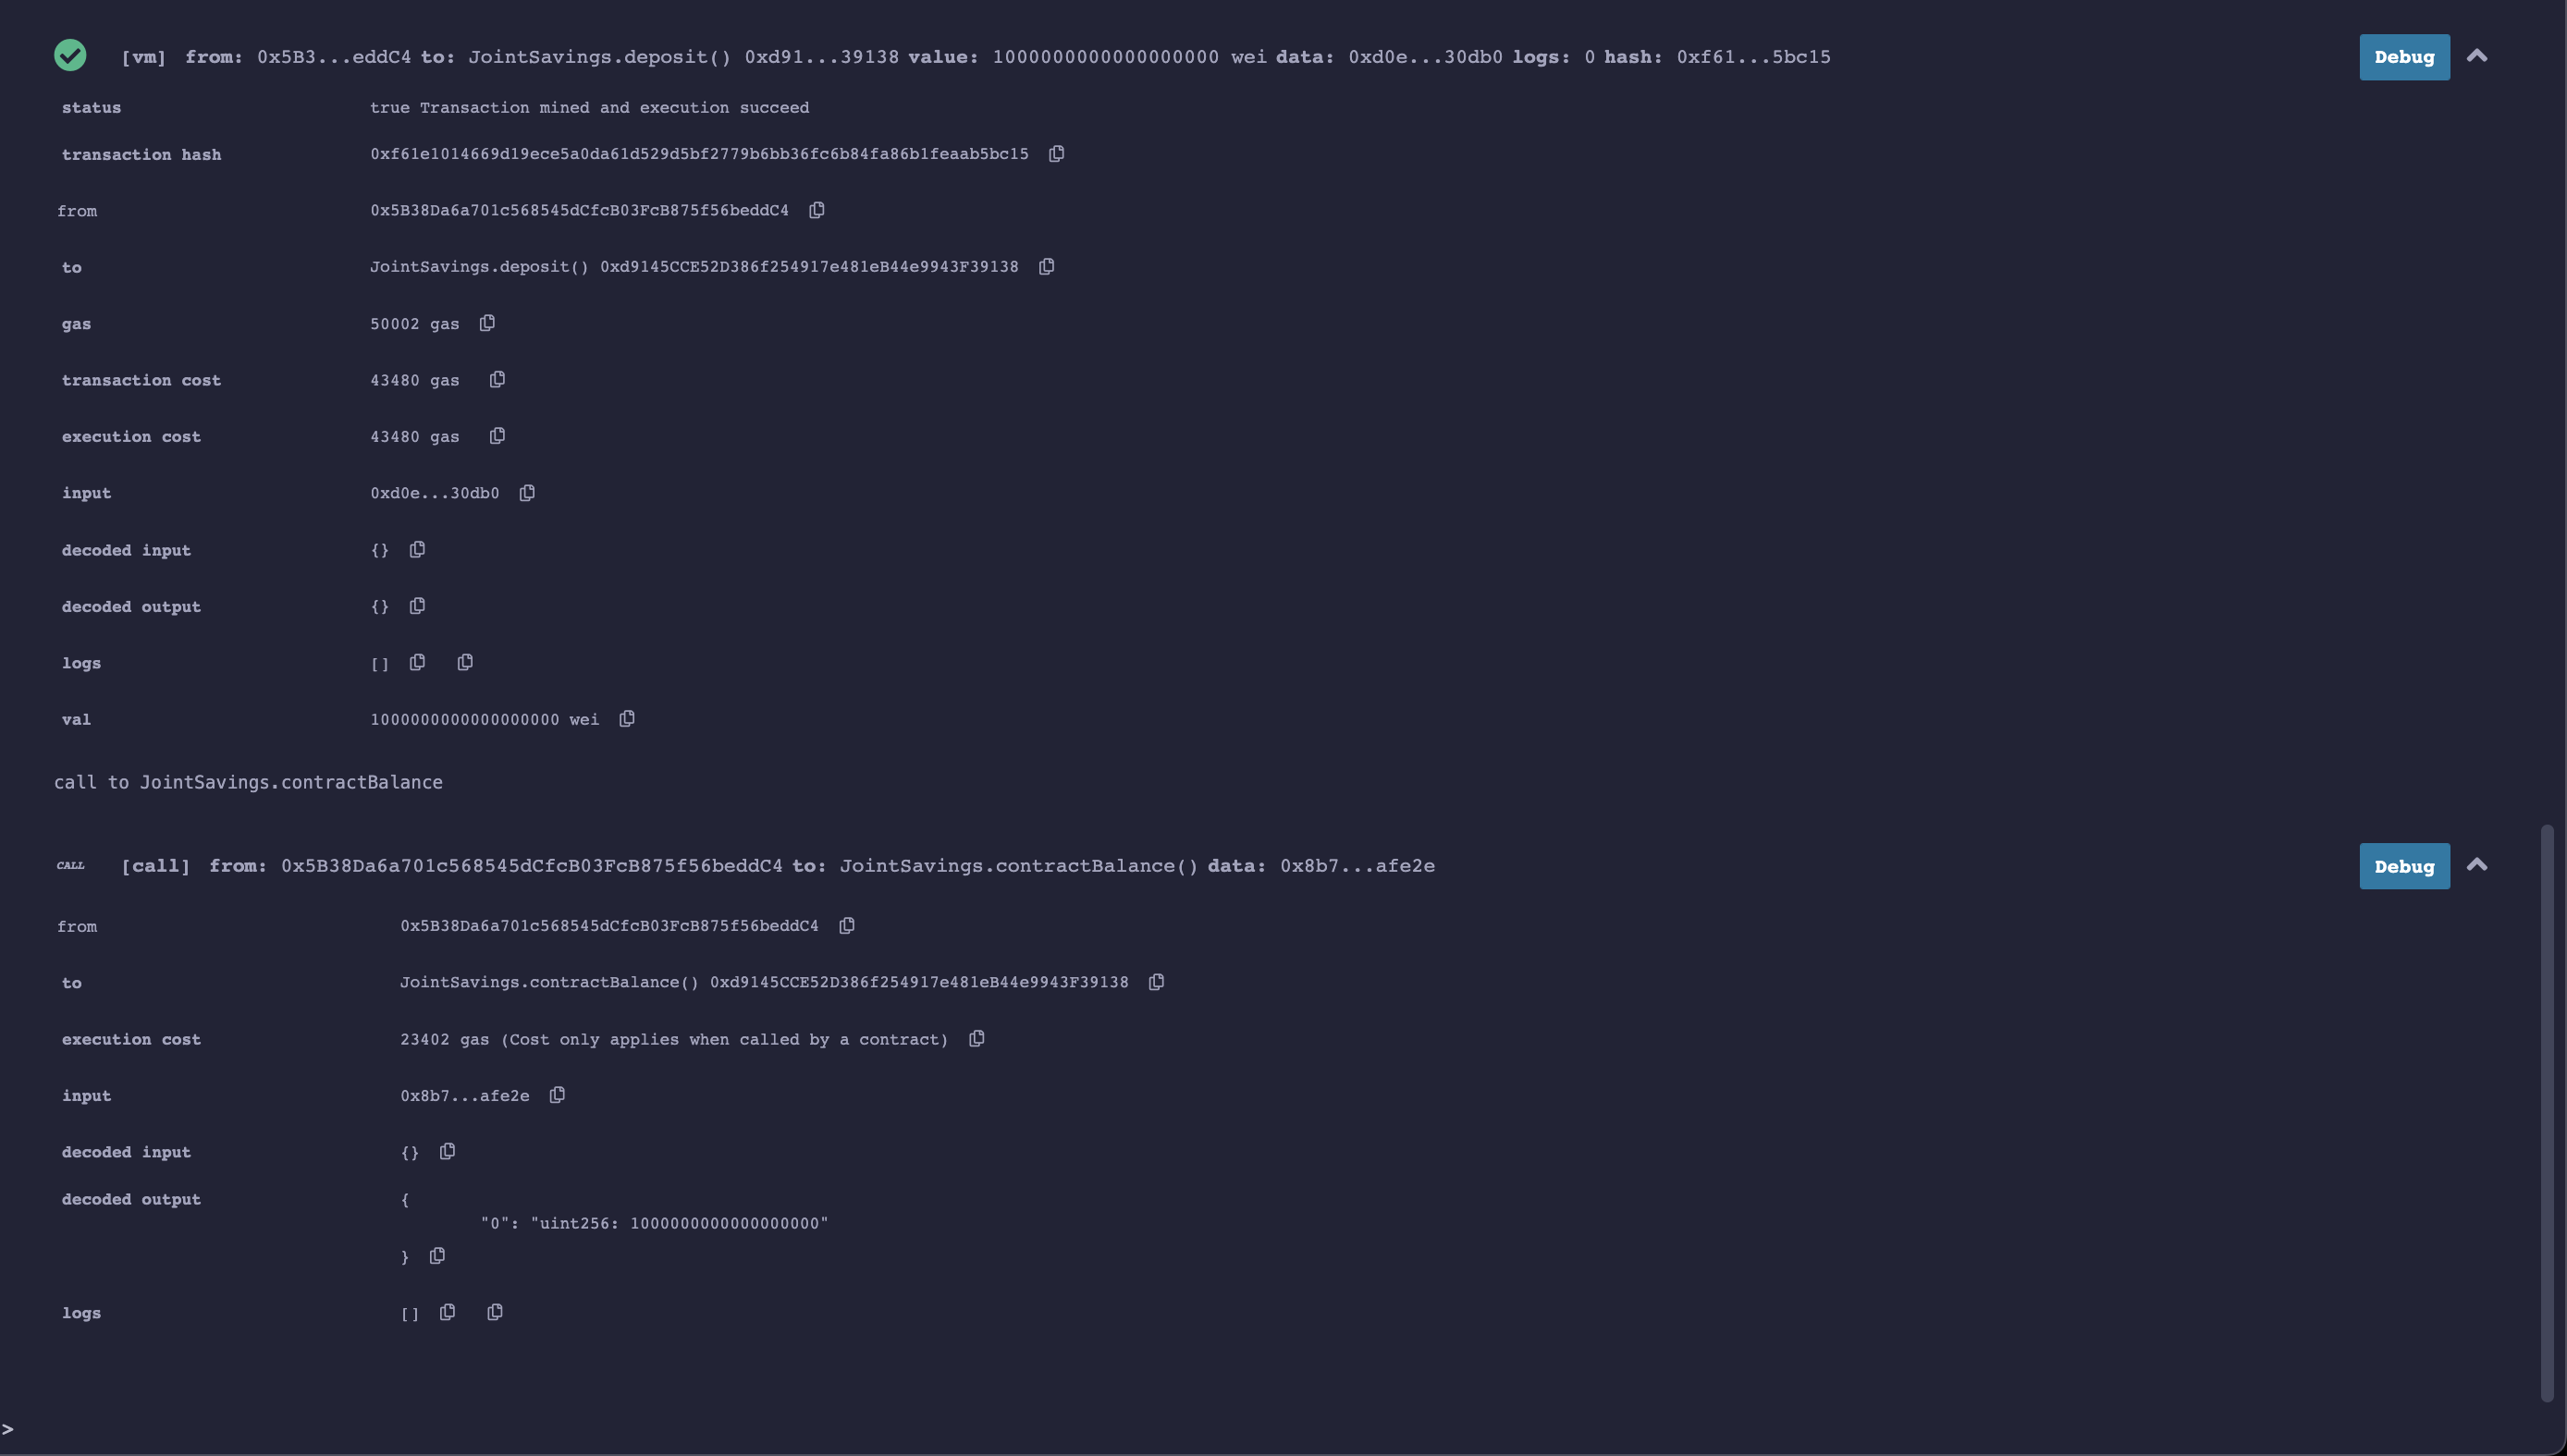 [vm] from: 0x5B3...eddC4 to: JointSavings.deposit() 0xd91...39138 value: 1000000000000000000 wei data: 0xd0e...30db0 logs: 0 hash: 0xf61...5bc15 Debug
status true Transaction mined and execution succeed
transaction hash 0xf61e1014669d19ece5a0da61d529d5bf2779b6bb36fc6b84fa86b1feaab5bc15
from 0x5B38Da6a701c568545dCfcB03FcB875f56beddC4
to JointSavings.deposit() 0xd9145CCE52D386f254917e481eB44e9943F39138
gas 50002 gas
transaction cost 43480 gas
execution cost 43480 gas
input 0xd0e...30db0
decoded input {}
decoded output {}
logs []
val 1000000000000000000 wei
call to JointSavings.contractBalance
CALL [call] from: 0x5B38Da6a701c568545dCfcB03FcB875f56beddC4 to: JointSavings.contractBalance() data: 0x8b7...afe2e Debug
from 0x5B38Da6a701c568545dCfcB03FcB875f56beddC4
to JointSavings.contractBalance() 0xd9145CCE52D386f254917e481eB44e9943F39138
execution cost 23402 gas (Cost only applies when called by a contract)
input 0x8b7...afe2e
decoded input {}
decoded output {
"0": "uint256: 1000000000000000000"
}
logs []
>